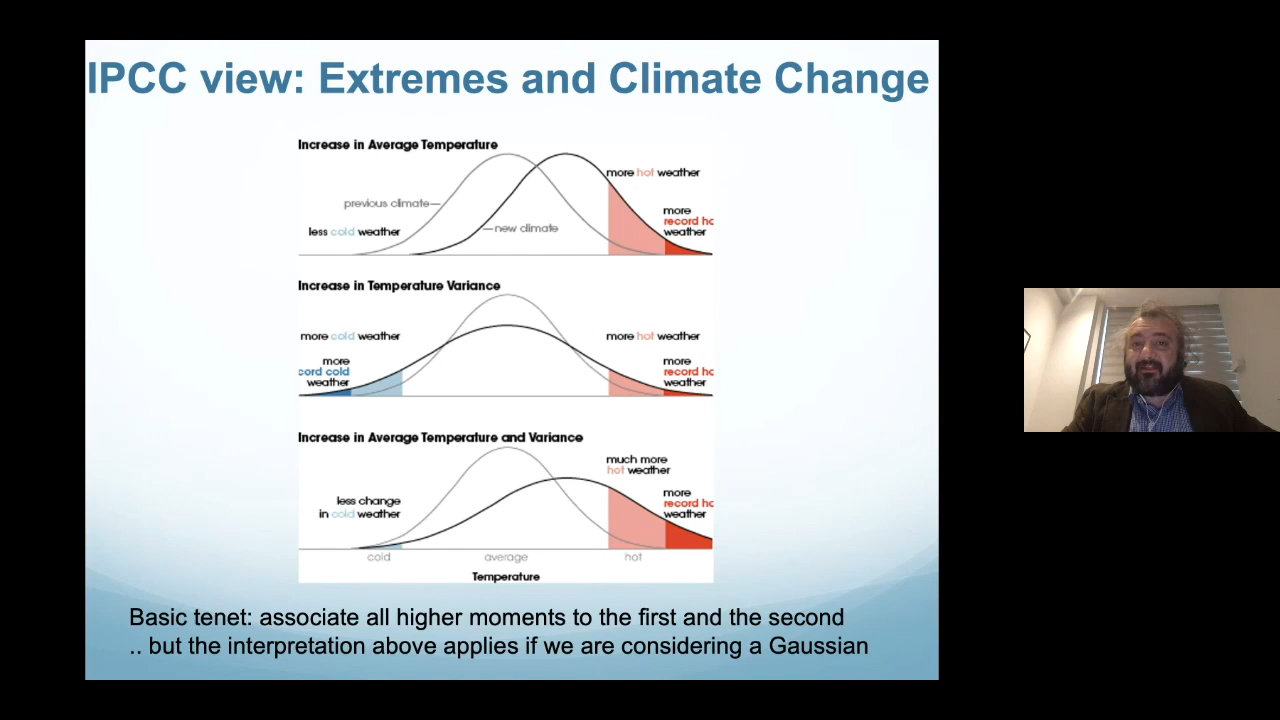 IPCC view: Extremes and Climate Change
Increase in Average Temperature
more hot weather
previous climate
more
record ho
weather
less cold weather
new climate
Increase in Temperature Variance
more cold weather
more hot weather
more
cord cold
weather
more
record ho
weather
Increase in Average Temperature and Variance
much more
hot weather
less change
in cold weather
more
record ho
weather
cold
average
hot
Temperature
Basic tenet: associate all higher moments to the first and the second
.. but the interpretation above applies if we are considering a Gaussian